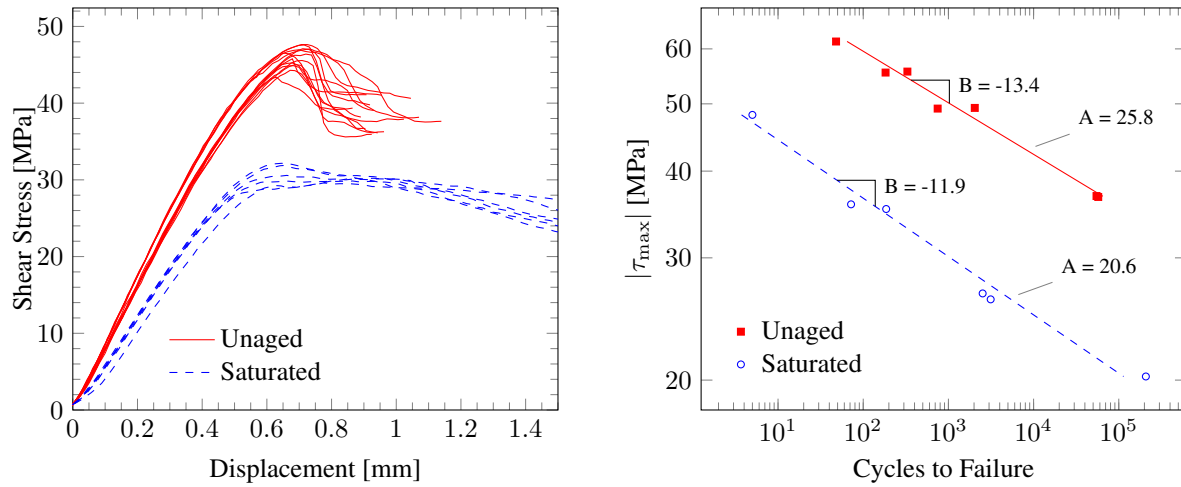 50
40
30
20
10
0
Shear Stress [MPa]
Unaged
Saturated
0
0.2
0.4
0.6
0.8
1
1.2
1.4
Displacement [mm]
60
50
40
30
20
|τmax| [MPa]
B = -13.4
A = 25.8
B = -11.9
A = 20.6
Unaged
Saturated
10^1
10^2
10^3
10^4
10^5
Cycles to Failure